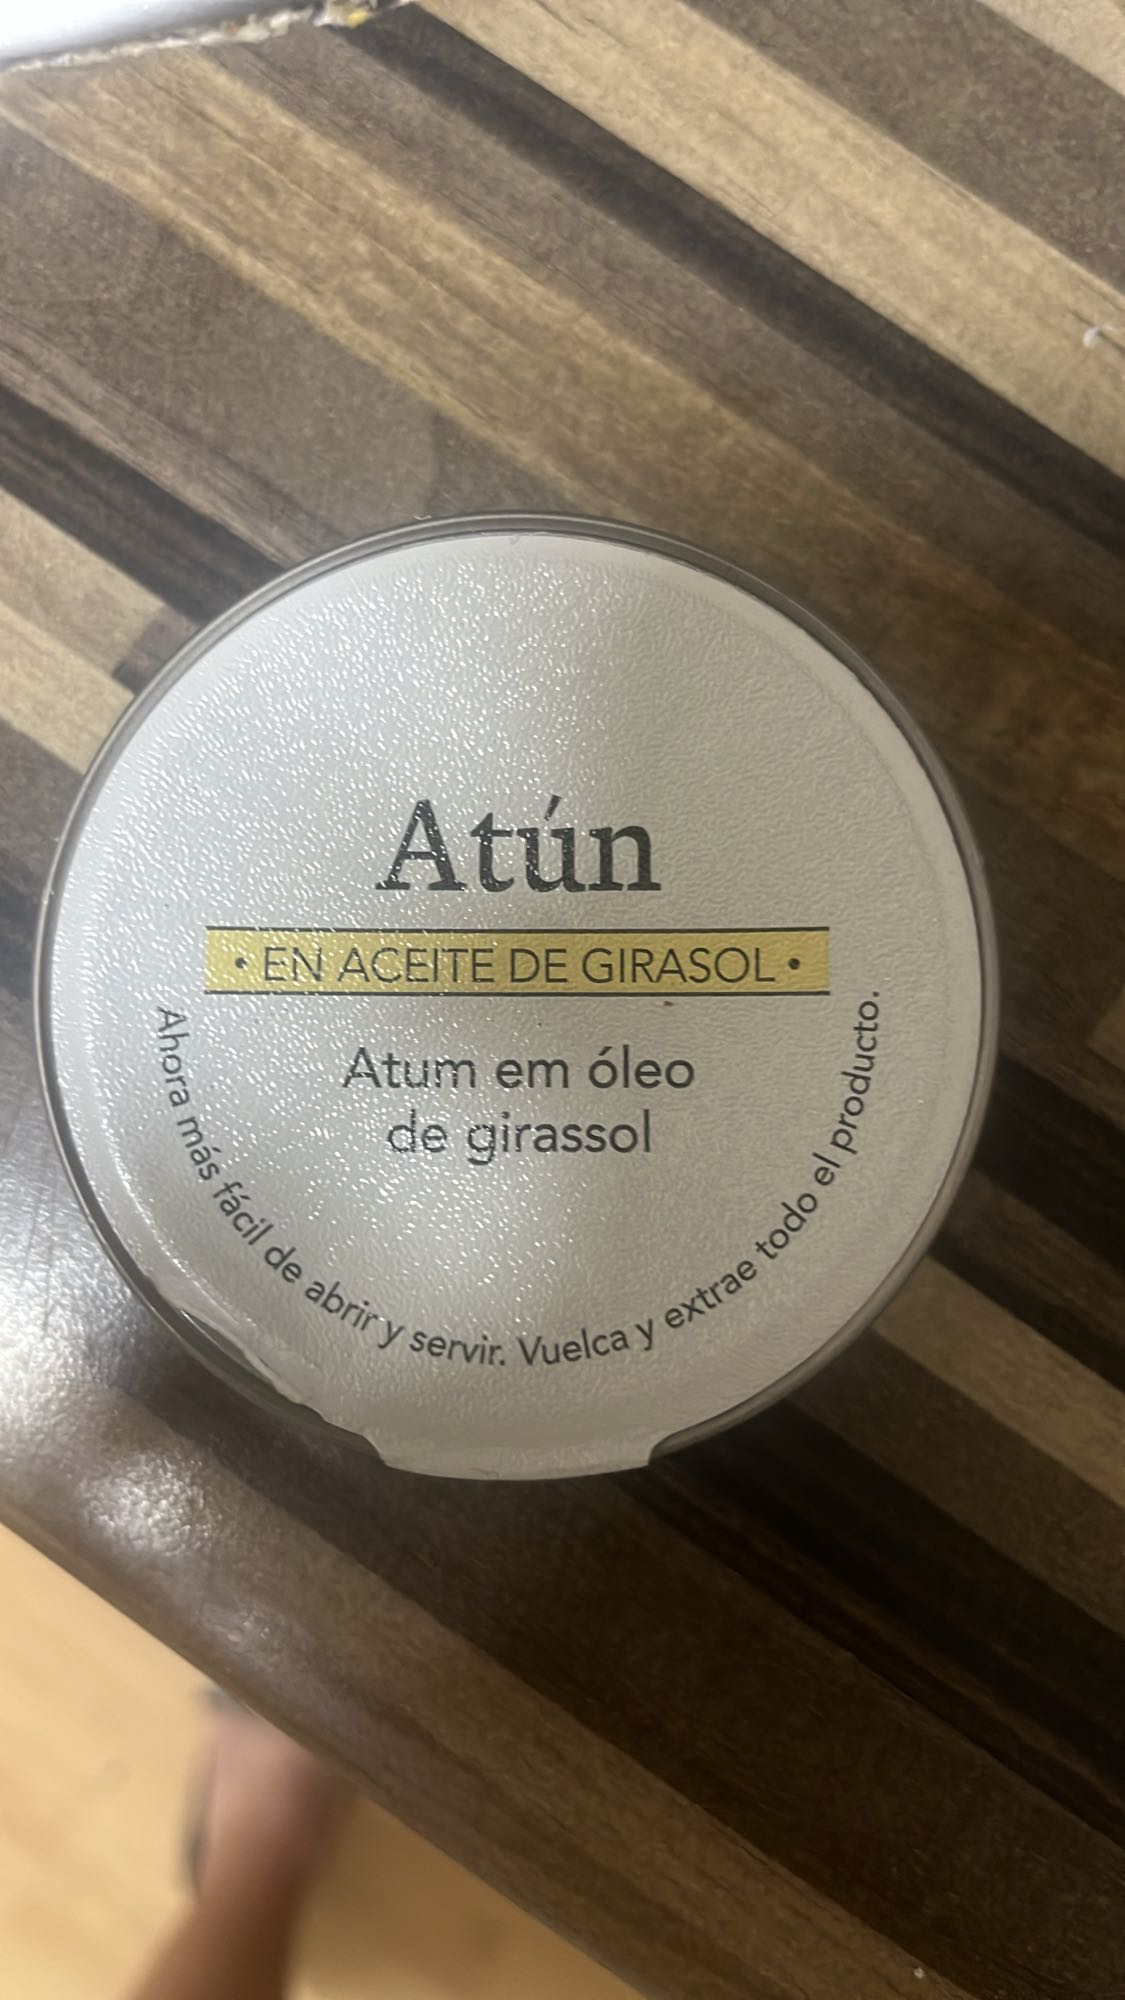 Atún
• EN ACEITE DE GIRASOL •
Atum em óleo
de girassol
Ahora más fácil de abrir y servir. Vuelca y extrae todo el producto.